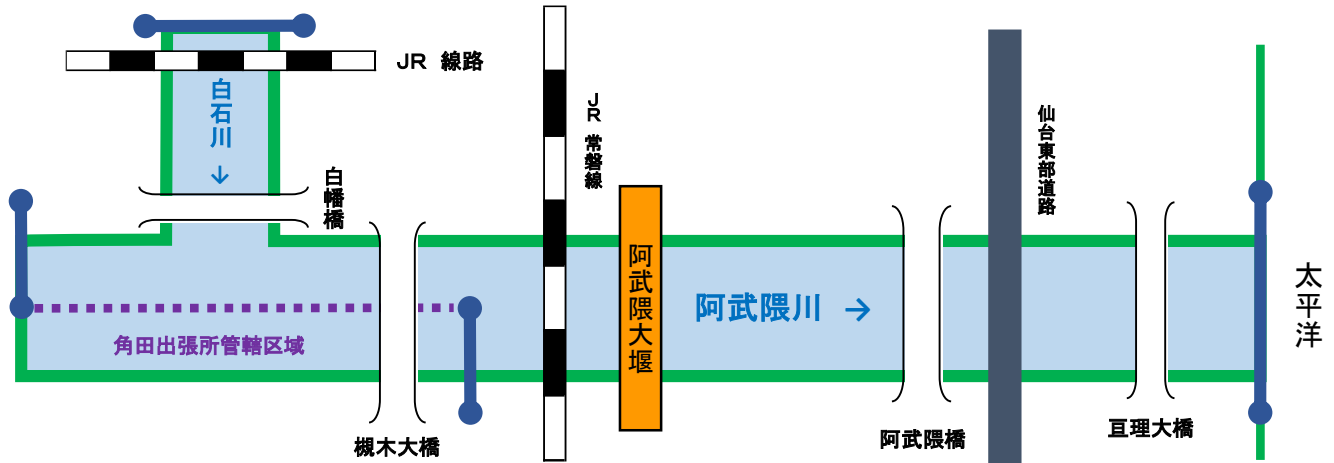 JR 線路
白石川
↓
白幡橋
JR 常磐線
仙台東部道路
阿武隈大堰
阿武隈川 →
太平洋
角田出張所管轄区域
槻木大橋
阿武隈橋
亘理大橋